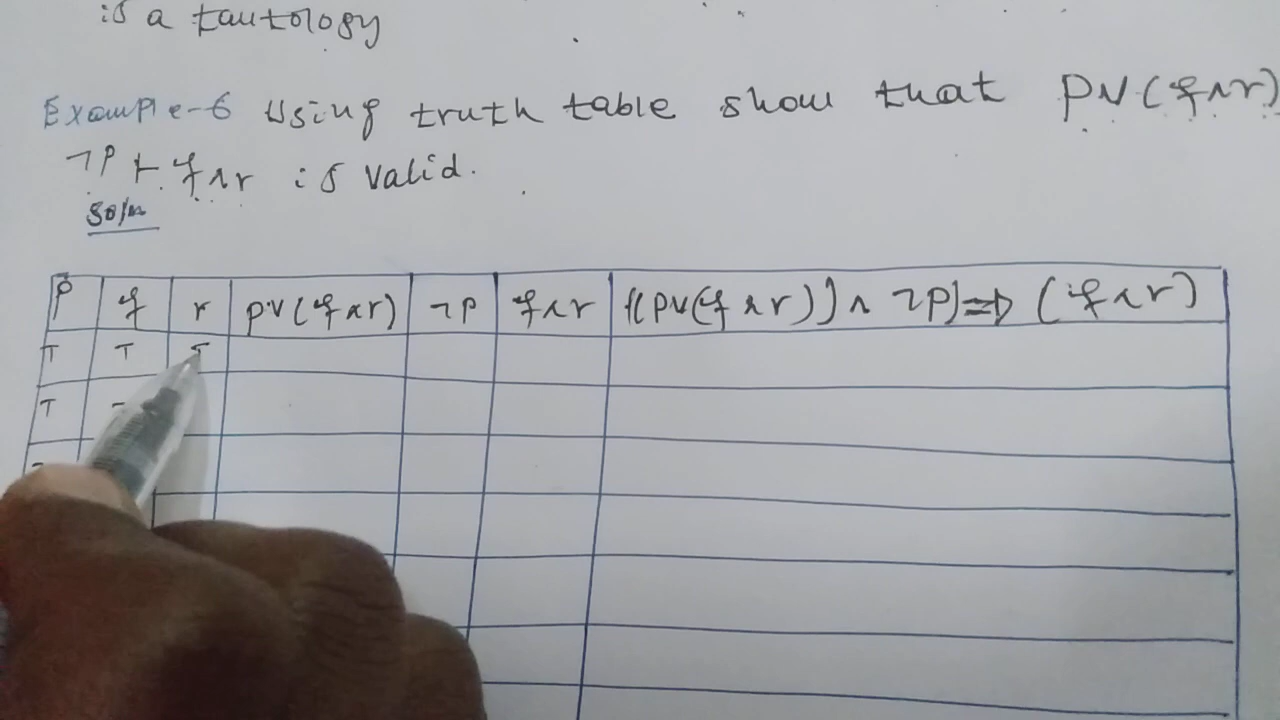 is a tautology
Example-6 Using truth table show that p∨(q∧r)
¬p ⊢ q∧r is valid.
Soln
p q r p∨(q∧r) ¬p q∧r [(p∨(q∧r))∧ ¬p]⇒(q∧r)
T T T
T